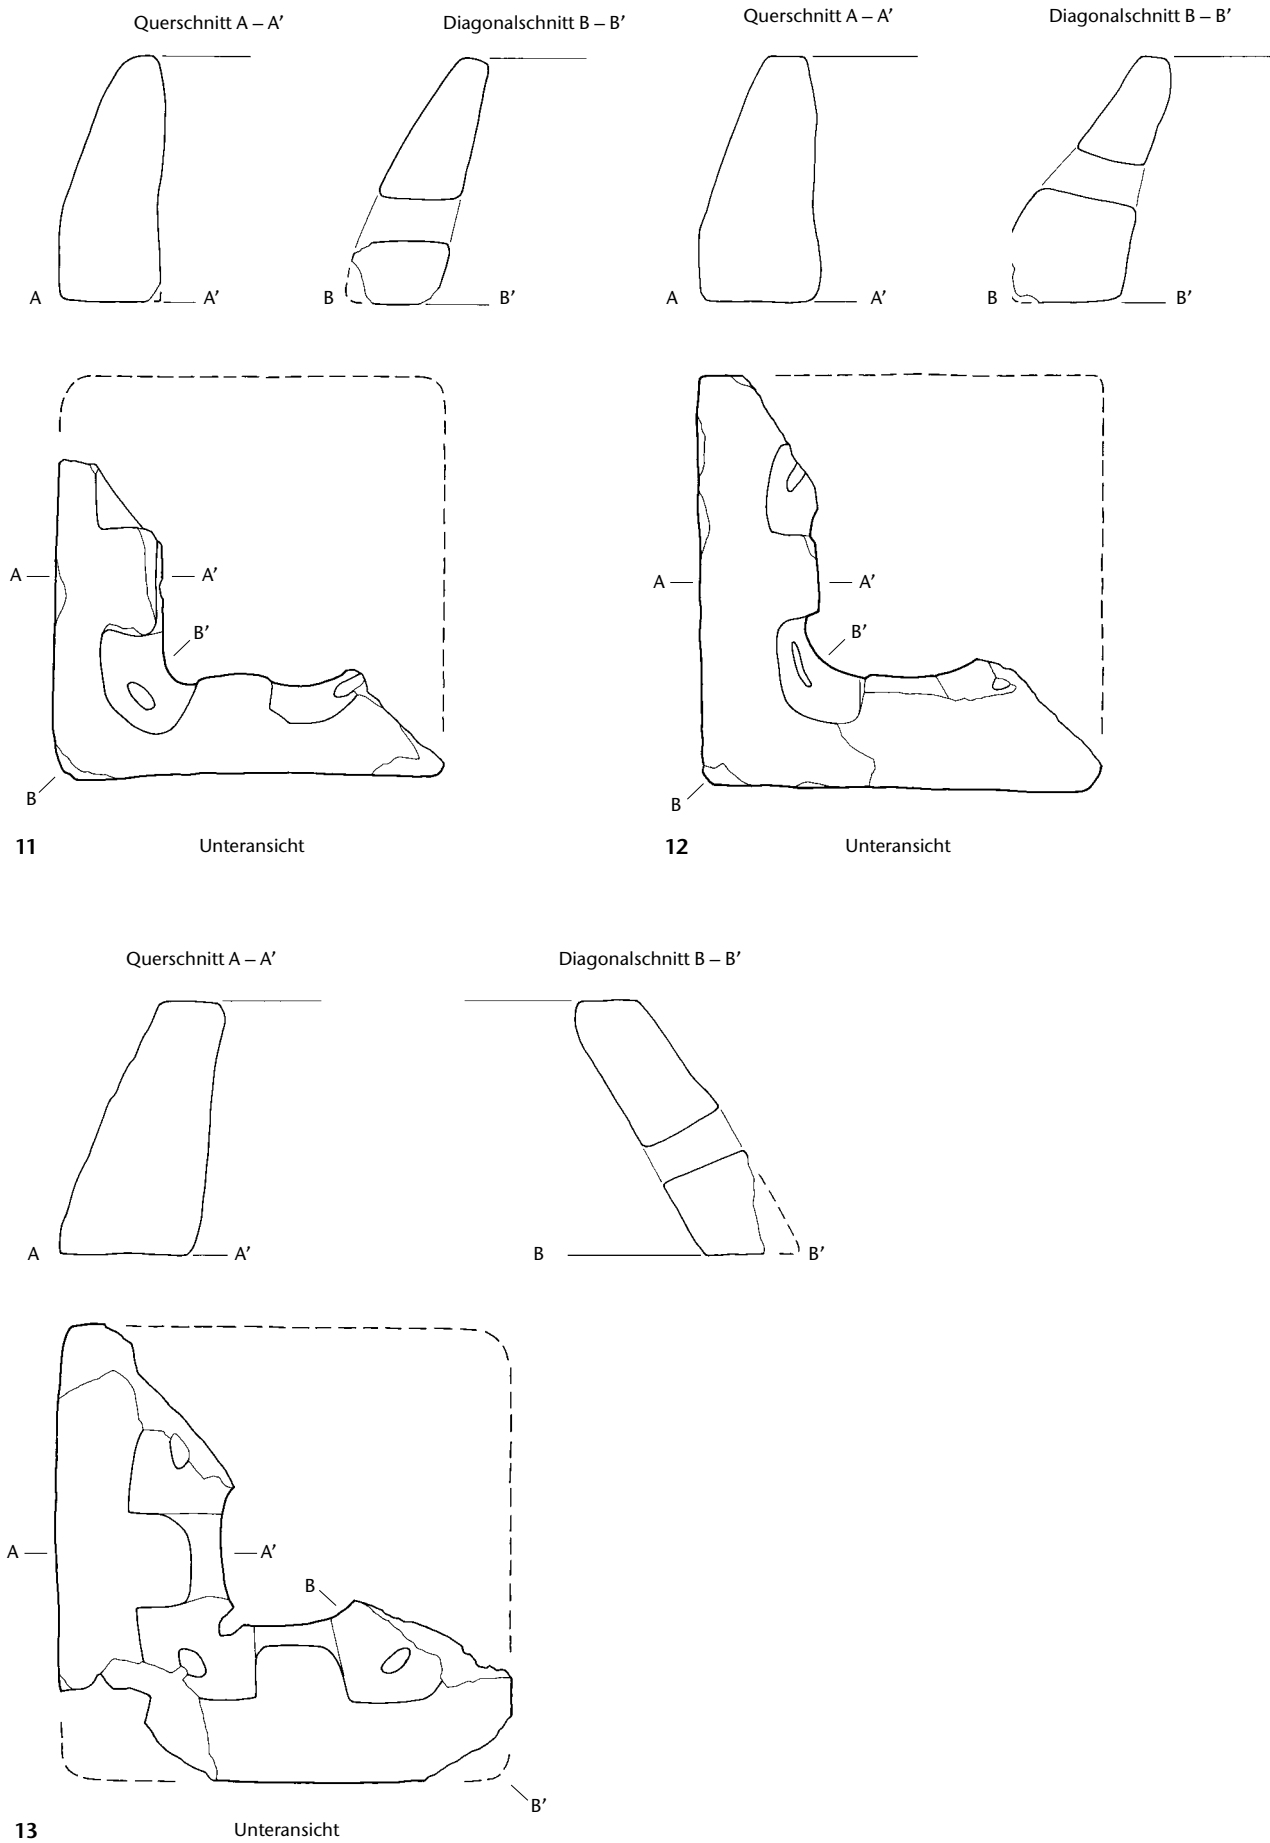 Querschnitt A – A’
Diagonalschnitt B – B’
A
A’
B
B’
A
A’
B’
B
11
Unteransicht
Querschnitt A – A’
Diagonalschnitt B – B’
A
A’
B
B’
A
A’
B’
B
12
Unteransicht
Querschnitt A – A’
Diagonalschnitt B – B’
A
A’
B
B’
A
A’
B
B’
13
Unteransicht